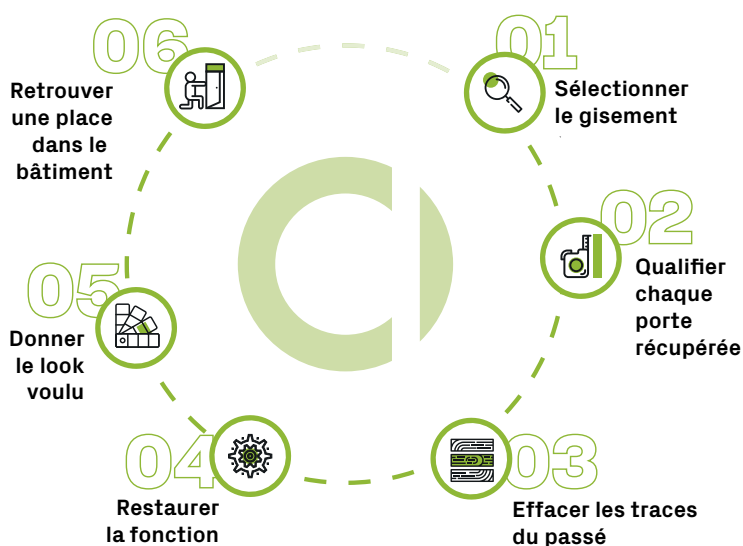 01
Sélectionner
le gisement
02
Qualifier
chaque
porte
récupérée
03
Effacer les traces
du passé
04
Restaurer
la fonction
05
Donner
le look
voulu
06
Retrouver
une place
dans le
bâtiment